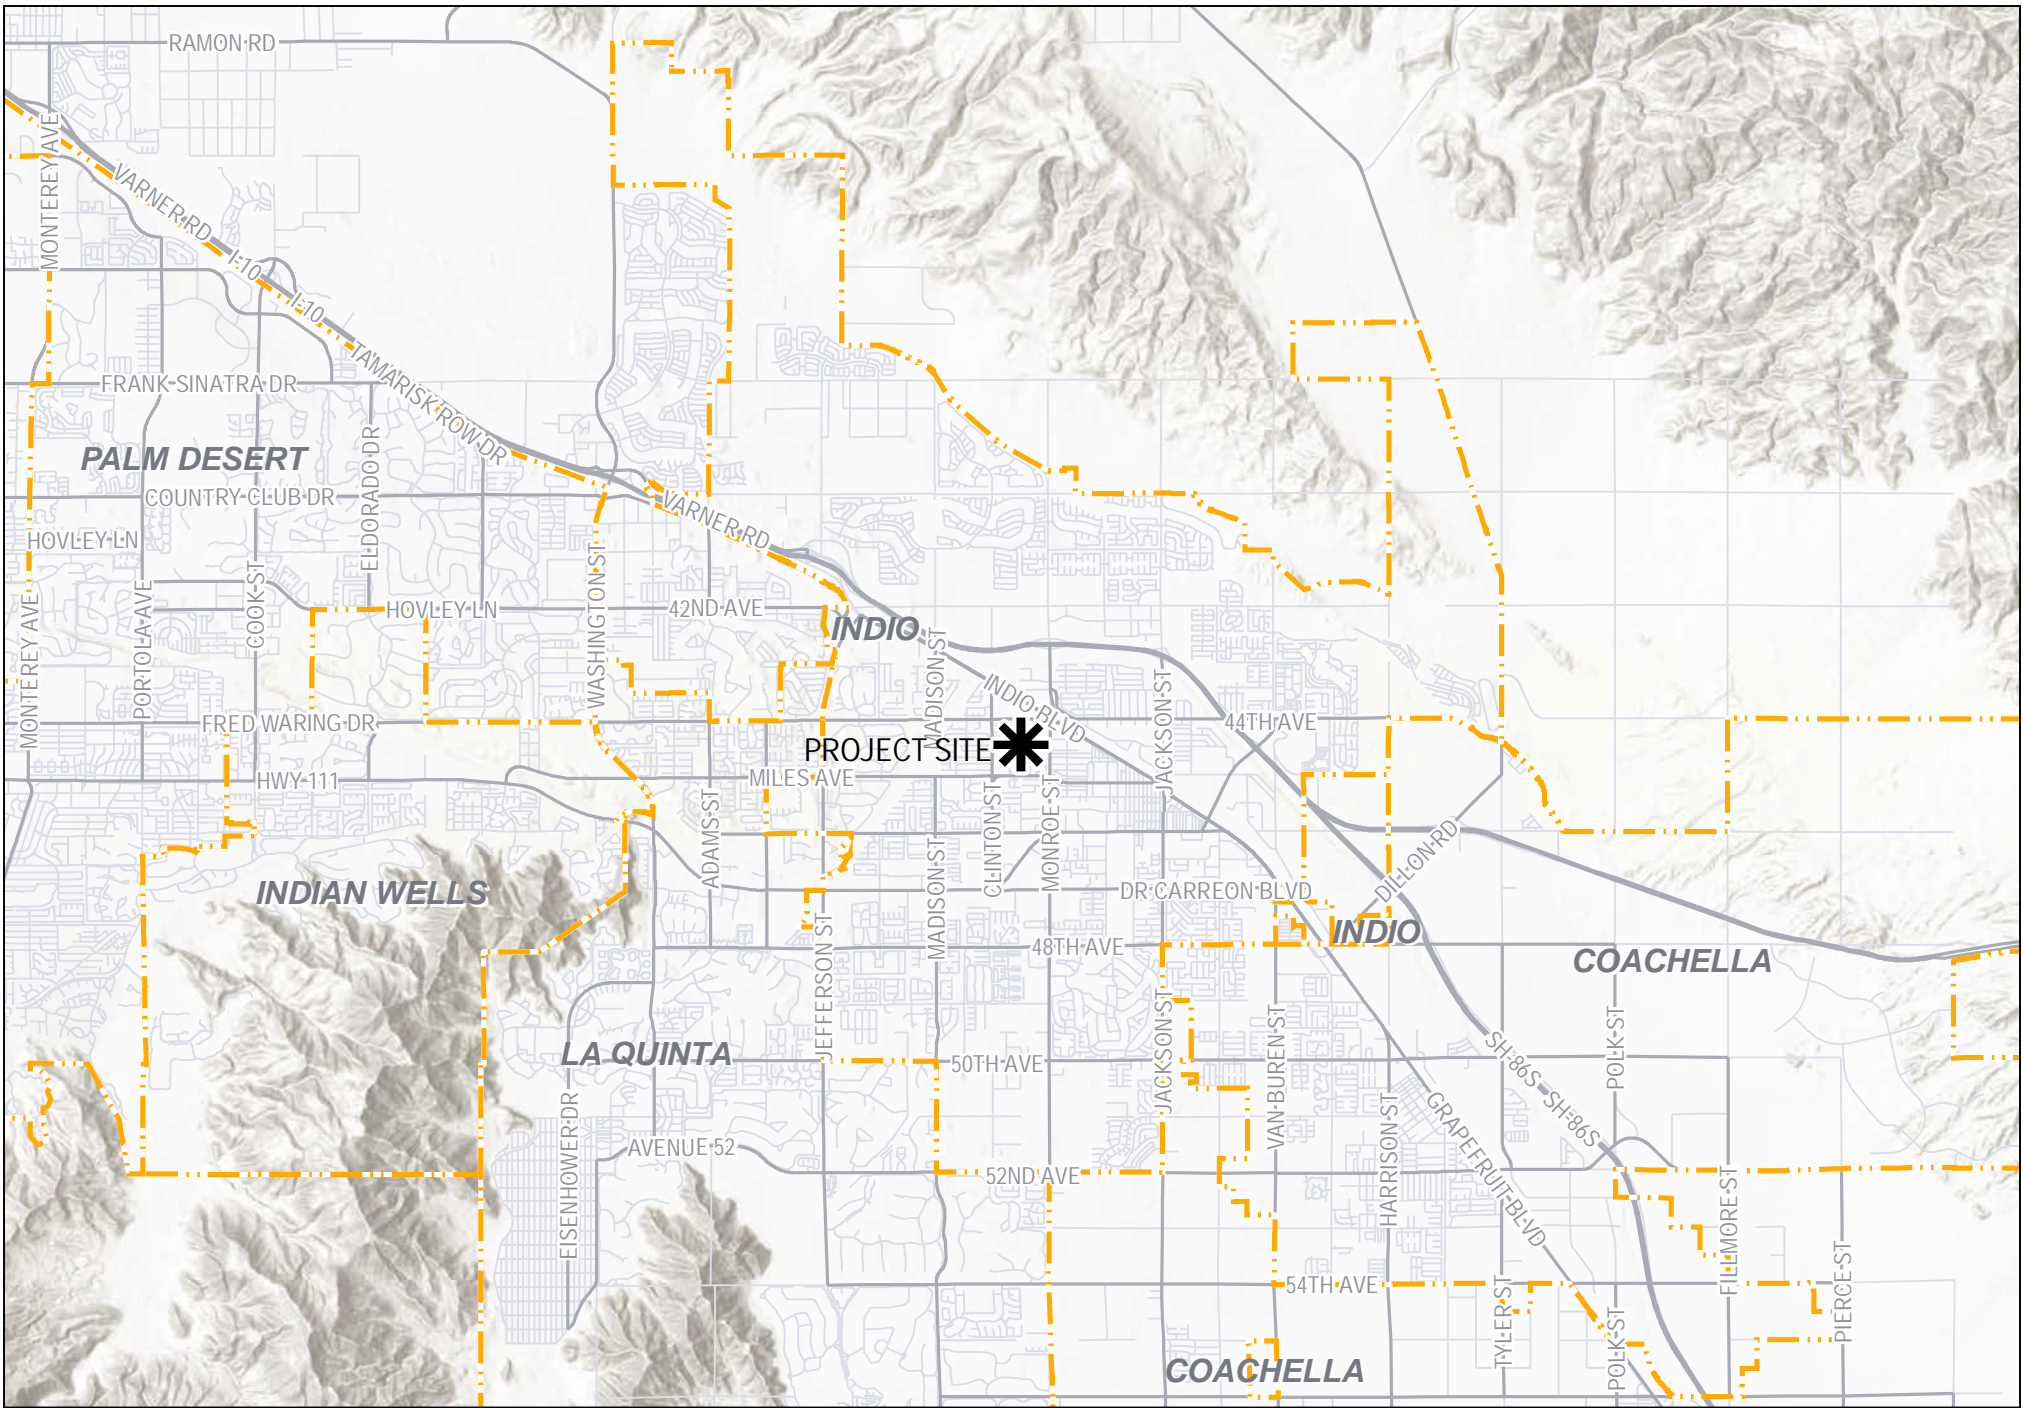 RAMON RD
MONTEREY AVE
VARNER RD
I-10
I-10
TAMARISK ROW DR
FRANK SINATRA DR
ELDORADO DR
PALM DESERT
COUNTRY CLUB DR
VARNER RD
HOVLEY LN
WASHINGTON ST
COOK ST
PORTOLA AVE
MONTEREY AVE
HOVLEY LN
42ND AVE
INDIO
MADISON ST
INDIO BLVD
JACKSON ST
FRED WARING DR
44TH AVE
PROJECT SITE
HWY 111
MILES AVE
ADAMS ST
CLINTON ST
MONROE ST
MADISON ST
DILLON RD
INDIAN WELLS
DR CARREON BLVD
JEFFERSON ST
INDIO
48TH AVE
COACHELLA
JACKSON ST
VAN BUREN ST
POLK ST
LA QUINTA
50TH AVE
SH-86S
SH-86S
EISENHOWER DR
HARRISON ST
GRAPEFRUIT BLVD
AVENUE 52
52ND AVE
FILLMORE ST
54TH AVE
PIERCE ST
TYLER ST
POLK ST
COACHELLA